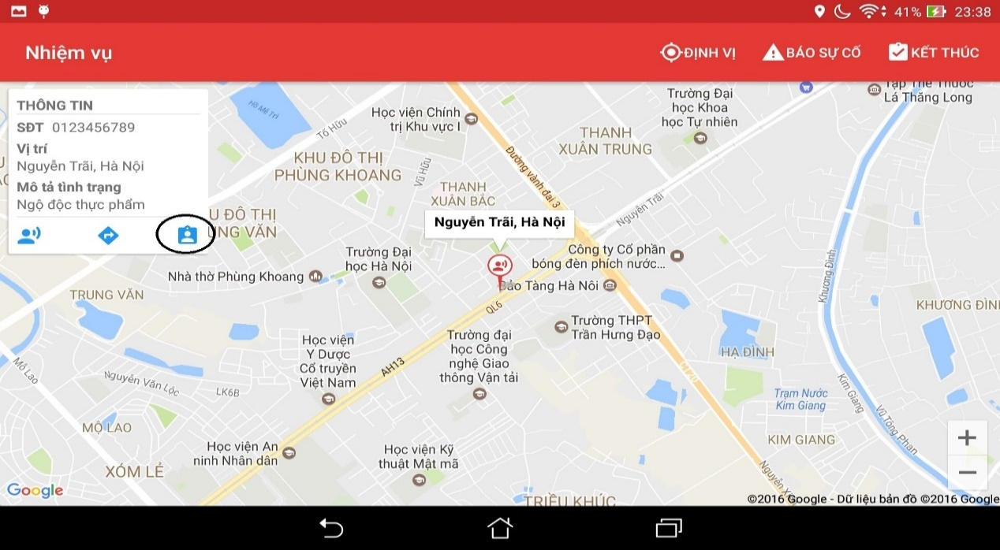 41% 23:38
Nhiệm vụ
ĐỊNH VỊ
BÁO SỰ CỐ
KẾT THÚC
THÔNG TIN
SĐT 0123456789
Vị trí
Nguyễn Trãi, Hà Nội
Mô tả tình trạng
Ngộ độc thực phẩm
Hồ Mễ Trì
Tố Hữu
Học viện Chính
trị Khu vực I
Trường Đại
học Khoa
học Tự nhiên
Tập Thể Thuốc
Lá Thăng Long
KHU ĐÔ THỊ
PHÙNG KHOANG
Vũ Hữu
THANH
XUÂN TRUNG
Đường vành đai 3
THANH
XUÂN BẮC
Nguyễn Trãi
U ĐÔ THỊ
NG VĂN
Nguyễn Trãi, Hà Nội
Trường Đại
học Hà Nội
Công ty Cổ phần
bóng đèn phích nước...
Nhà thờ Phùng Khoang
Bảo Tàng Hà Nôi
Khương Đình
TRUNG VĂN
QL6
KHƯƠNG ĐÌN
Trường THPT
Trần Hưng Đạo
Học viện
Y Dược
Cổ truyền
Việt Nam
Trường đại
học Công
nghệ Giao
thông Vận tải
HẠ ĐÌNH
AH13
CT20
Mỗ Lao
Nguyễn Văn Lộc
LK6B
Trạm Nước
Kim Giang
Kim Giang
Vũ Tông Phan
MỘ LAO
KIM GIANG
Học viện An
ninh Nhân dân
Học viện Kỹ
thuật Mật mã
XÓM LẺ
Nguyễn X
Google
TRIỀU KHÚC
©2016 Google - Dữ liệu bản đồ ©2016 Google